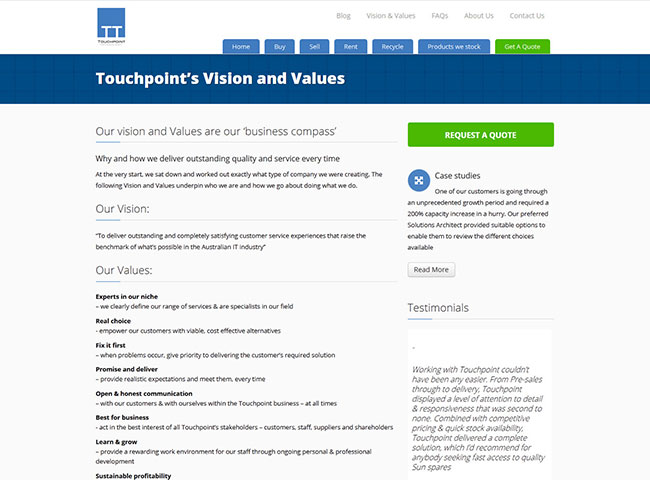 TT
TOUCHPOINT
Blog Vision & Values FAQs About Us Contact Us
Home Buy Sell Rent Recycle Products we stock Get A Quote
Touchpoint's Vision and Values
Our vision and Values are our 'business compass'
Why and how we deliver outstanding quality and service every time
At the very start, we sat down and worked out exactly what type of company we were creating. The
following Vision and Values underpin who we are and how we go about doing what we do.
Our Vision:
"To deliver outstanding and completely satisfying customer service experiences that raise the
benchmark of what's possible in the Australian IT industry"
Our Values:
Experts in our niche
– we clearly define our range of services & are specialists in our field
Real choice
- empower our customers with viable, cost effective alternatives
Fix it first
– when problems occur, give priority to delivering the customer's required solution
Promise and deliver
– provide realistic expectations and meet them, every time
Open & honest communication
– with our customers & with ourselves within the Touchpoint business – at all times
Best for business
- act in the best interest of all Touchpoint's stakeholders – customers, staff, suppliers and shareholders
Learn & grow
– provide a rewarding work environment for our staff through ongoing personal & professional
development
Sustainable profitability
REQUEST A QUOTE
Case studies
One of our customers is going through
an unprecedented growth period and required a
200% capacity increase in a hurry. Our preferred
Solutions Architect provided suitable options to
enable them to review the different choices
available
Read More
Testimonials
-
Working with Touchpoint couldn't
have been any easier. From Pre-sales
through to delivery, Touchpoint
displayed a level of attention to detail
& responsiveness that was second to
none. Combined with competitive
pricing & quick stock availability,
Touchpoint delivered a complete
solution, which I'd recommend for
anybody seeking fast access to quality
Sun spares